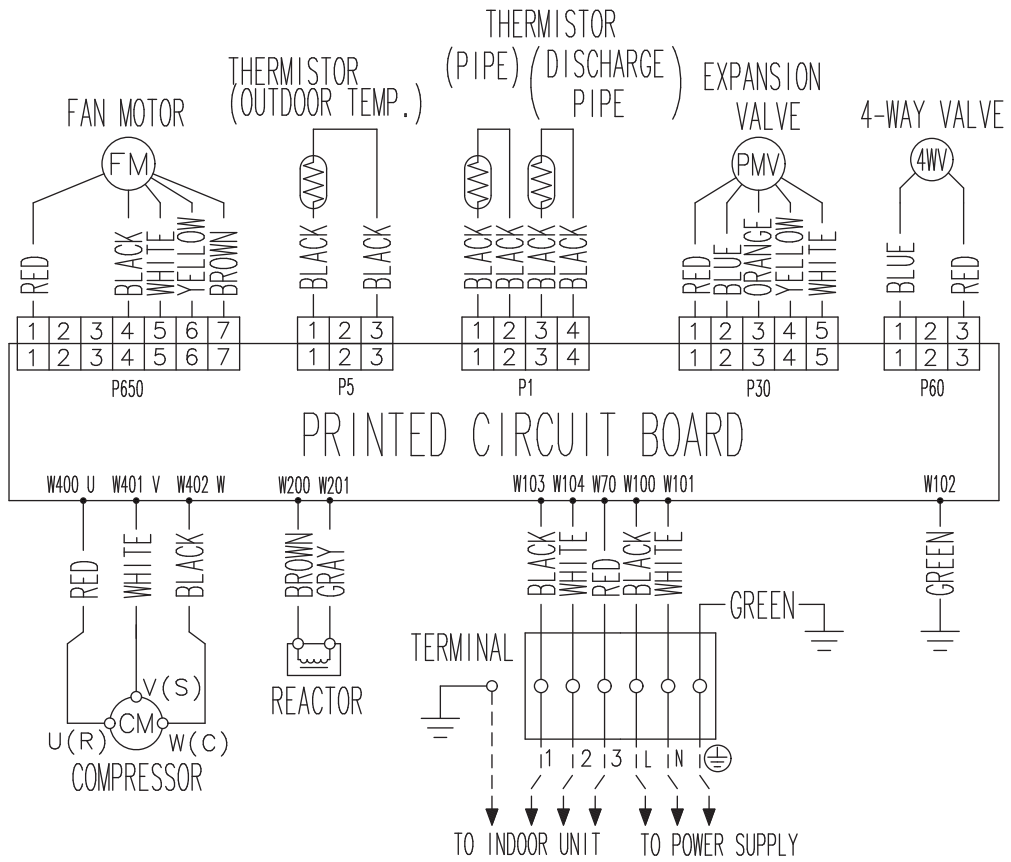 THERMISTOR
(PIPE) (DISCHARGE PIPE)
THERMISTOR
(OUTDOOR TEMP.)
EXPANSION
VALVE
FAN MOTOR
4-WAY VALVE
FM
PMV
4WV
RED
BLACK
WHITE
YELLOW
BROWN
BLACK
BLACK
BLACK
BLACK
BLACK
BLACK
RED
BLUE
ORANGE
YELLOW
WHITE
BLUE
RED
1 2 3 4 5 6 7
1 2 3
1 2 3 4
1 2 3 4 5
1 2 3
1 2 3 4 5 6 7
1 2 3
1 2 3 4
1 2 3 4 5
1 2 3
P650
P5
P1
P30
P60
PRINTED CIRCUIT BOARD
W400 U
W401 V
W402 W
W200
W201
W103
W104
W70
W100
W101
W102
RED
WHITE
BLACK
BROWN
GRAY
BLACK
WHITE
RED
BLACK
WHITE
GREEN
GREEN
TERMINAL
REACTOR
V(S)
CM
U(R)
W(C)
COMPRESSOR
1 2 3 L N
TO INDOOR UNIT
TO POWER SUPPLY